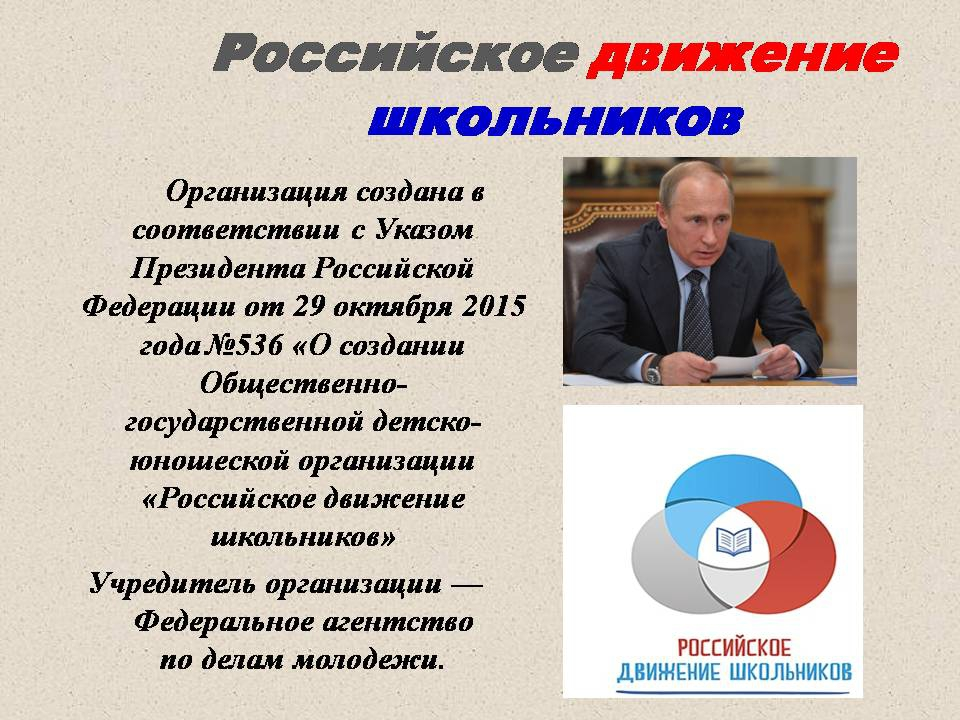 Российское движение
школьников
Организация создана в
соответствии с Указом
Президента Российской
Федерации от 29 октября 2015
года №536 «О создании
Общественно-
государственной детско-
юношеской организации
«Российское движение
школьников»
Учредитель организации —
Федеральное агентство
по делам молодежи.
РОССИЙСКОЕ
ДВИЖЕНИЕ ШКОЛЬНИКОВ